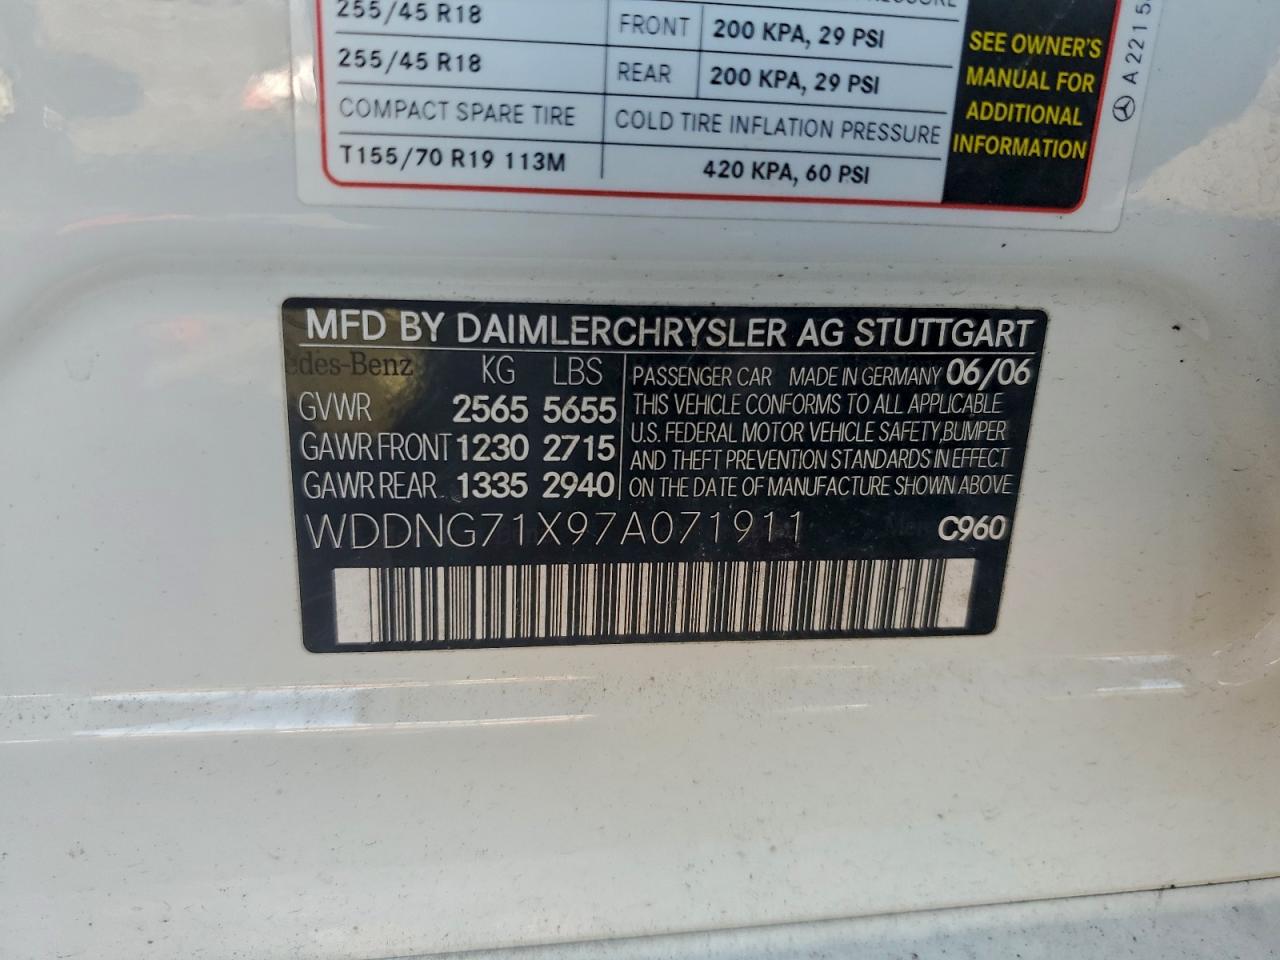 255/45 R18 FRONT 200 KPA, 29 PSI
255/45 R18 REAR 200 KPA, 29 PSI
COMPACT SPARE TIRE COLD TIRE INFLATION PRESSURE
T155/70 R19 113M 420 KPA, 60 PSI
SEE OWNER'S
MANUAL FOR
ADDITIONAL
INFORMATION
MFD BY DAIMLERCHRYSLER AG STUTTGART
KG LBS
GVWR 2565 5655
GAWR FRONT 1230 2715
GAWR REAR 1335 2940
PASSENGER CAR MADE IN GERMANY 06/06
THIS VEHICLE CONFORMS TO ALL APPLICABLE
U.S. FEDERAL MOTOR VEHICLE SAFETY, BUMPER
AND THEFT PREVENTION STANDARDS IN EFFECT
ON THE DATE OF MANUFACTURE SHOWN ABOVE
WDDNG71X97A071911 C960